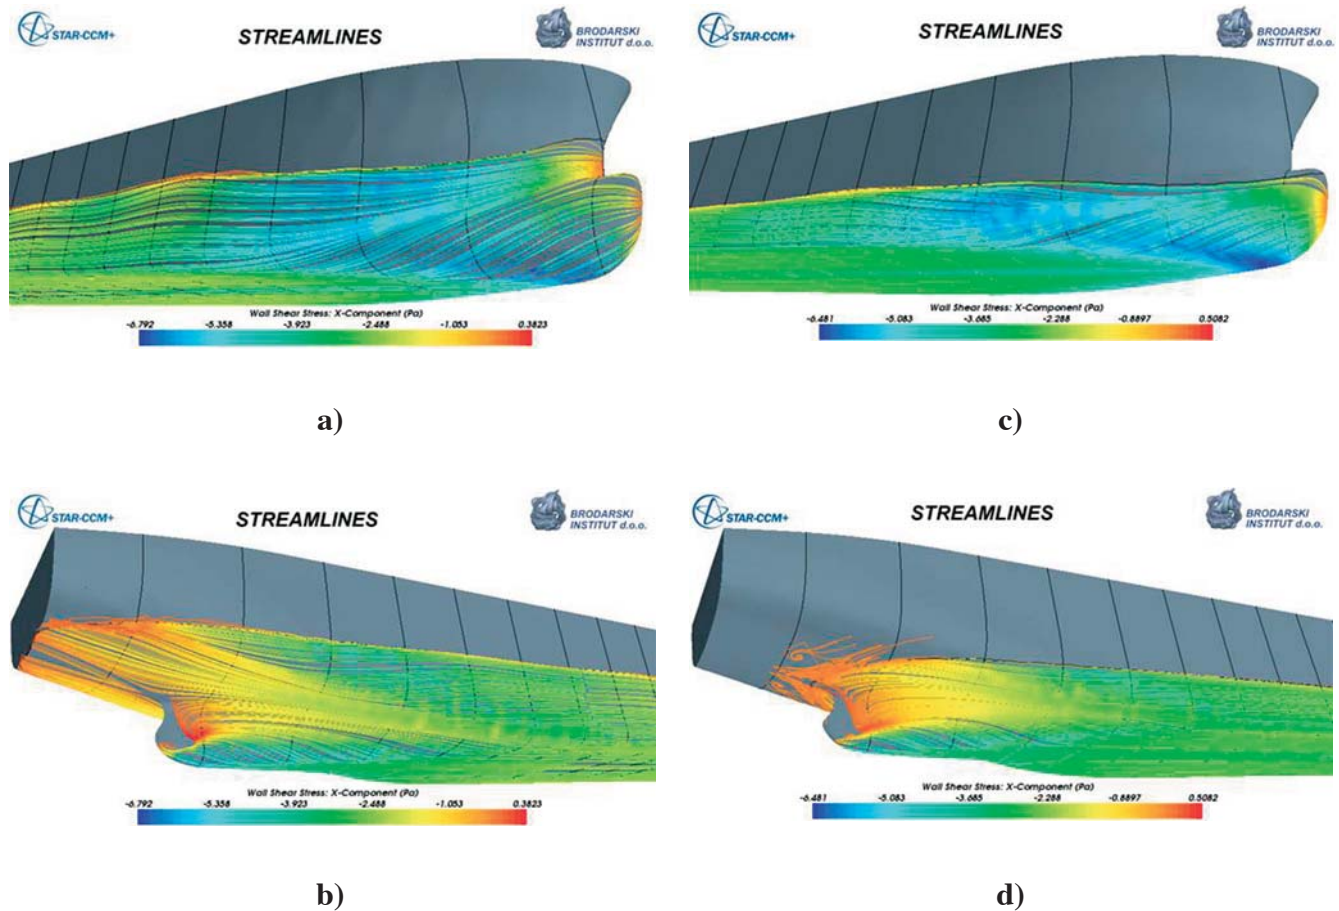 STAR-CCM+
STREAMLINES
BRODARSKI
INSTITUT d.o.o.
Wall Shear Stress: X-Component (Pa)
-6.792 -5.358 -3.923 -2.488 -1.053 0.3823
a)
STAR-CCM+
STREAMLINES
BRODARSKI
INSTITUT d.o.o.
Wall Shear Stress: X-Component (Pa)
-6.481 -5.083 -3.685 -2.288 -0.8897 0.5082
c)
STAR-CCM+
STREAMLINES
BRODARSKI
INSTITUT d.o.o.
Wall Shear Stress: X-Component (Pa)
-6.792 -5.358 -3.923 -2.488 -1.053 0.3823
b)
STAR-CCM+
STREAMLINES
BRODARSKI
INSTITUT d.o.o.
Wall Shear Stress: X-Component (Pa)
-6.481 -5.083 -3.685 -2.288 -0.8897 0.5082
d)